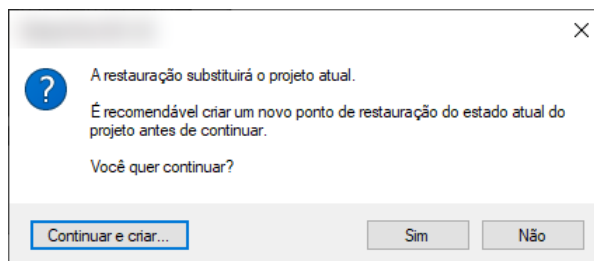 A restauração substituirá o projeto atual.
É recomendável criar um novo ponto de restauração do estado atual do
projeto antes de continuar.
Você quer continuar?
Continuar e criar...
Sim
Não